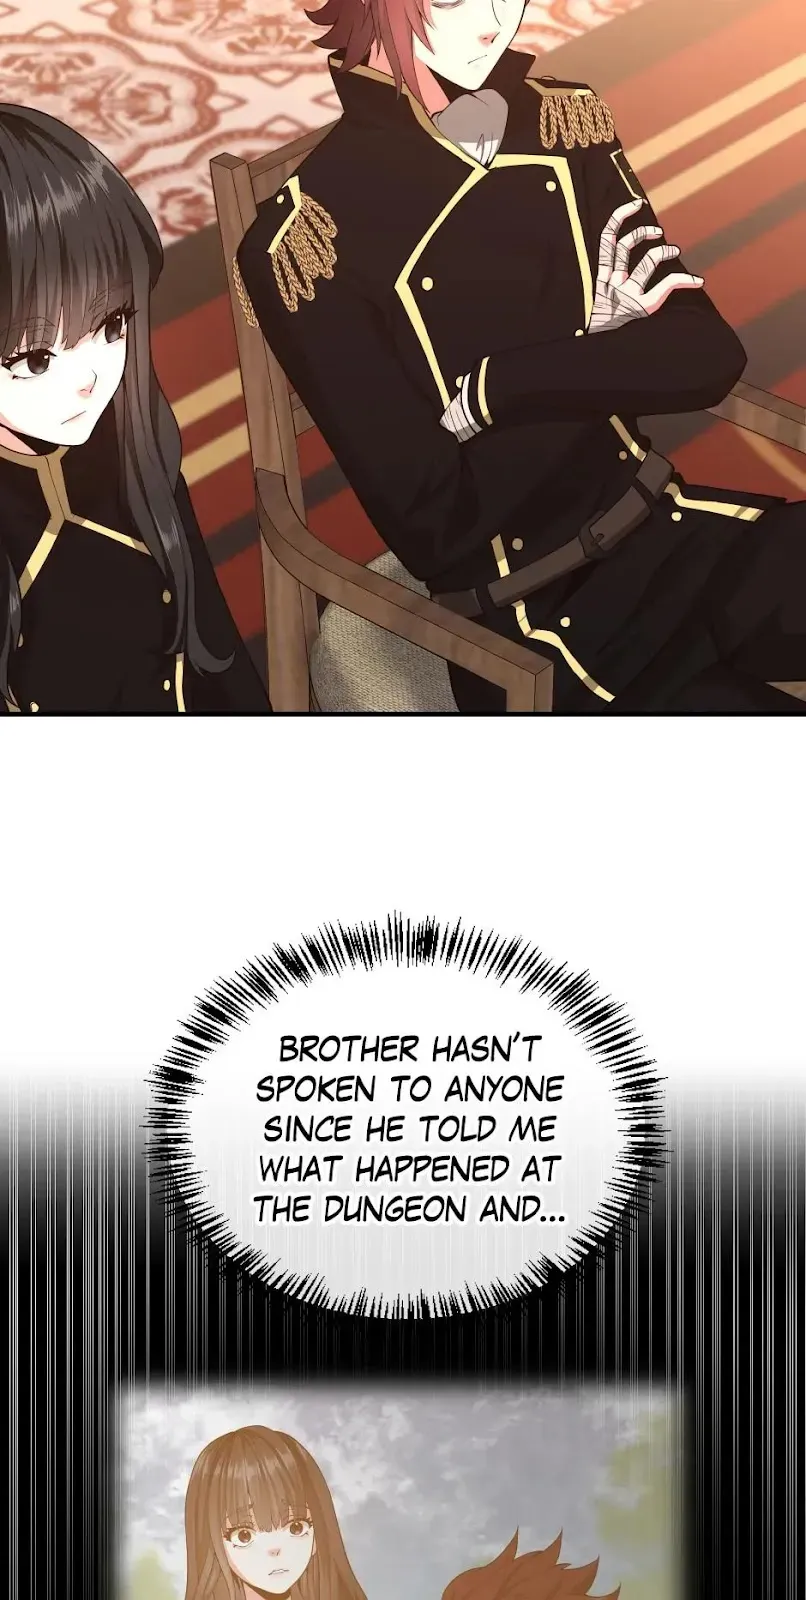 BROTHER HASN'T
SPOKEN TO ANYONE
SINCE HE TOLD ME
WHAT HAPPENED AT
THE DUNGEON AND...